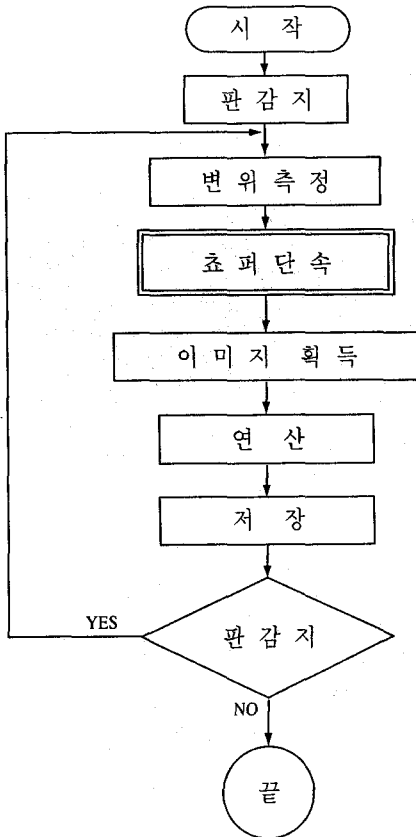 시 작
판 감 지
변 위 측 정
쵸 퍼 단 속
이 미 지 획 득
연 산
저 장
YES
판 감 지
NO
끝